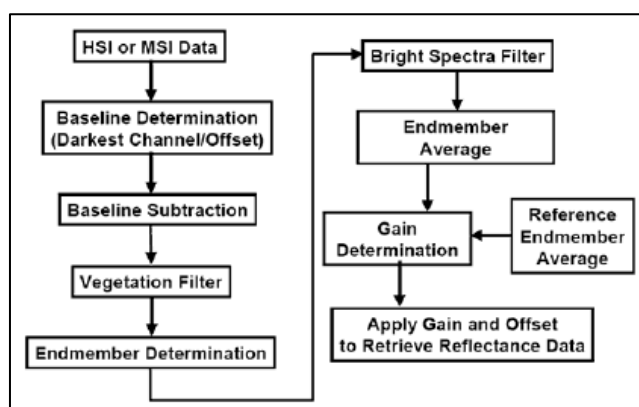 HSI or MSI Data
Baseline Determination
(Darkest Channel/Offset)
Baseline Subtraction
Vegetation Filter
Endmember Determination
Bright Spectra Filter
Endmember
Average
Gain
Determination
Reference
Endmember
Average
Apply Gain and Offset
to Retrieve Reflectance Data